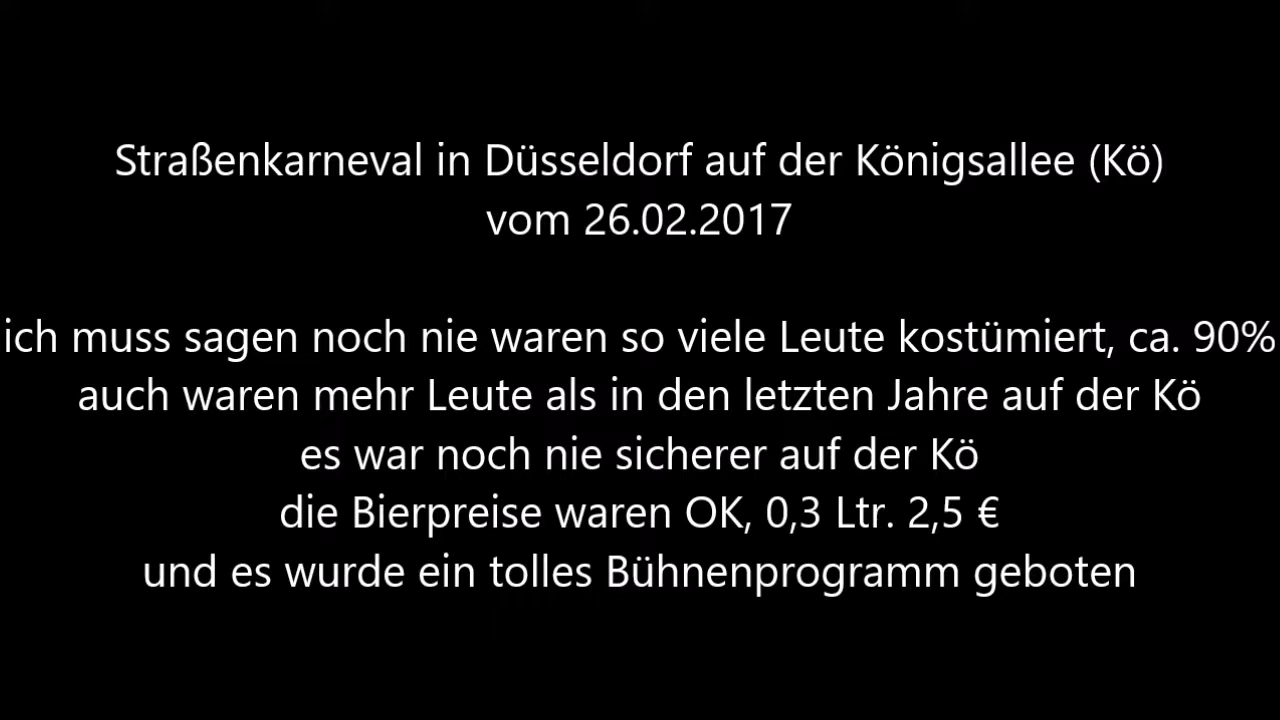 Straßenkarneval in Düsseldorf auf der Königsallee (Kö)
vom 26.02.2017
ich muss sagen noch nie waren so viele Leute kostümiert, ca. 90%
auch waren mehr Leute als in den letzten Jahre auf der Kö
es war noch nie sicherer auf der Kö
die Bierpreise waren OK, 0,3 Ltr. 2,5 €
und es wurde ein tolles Bühnenprogramm geboten